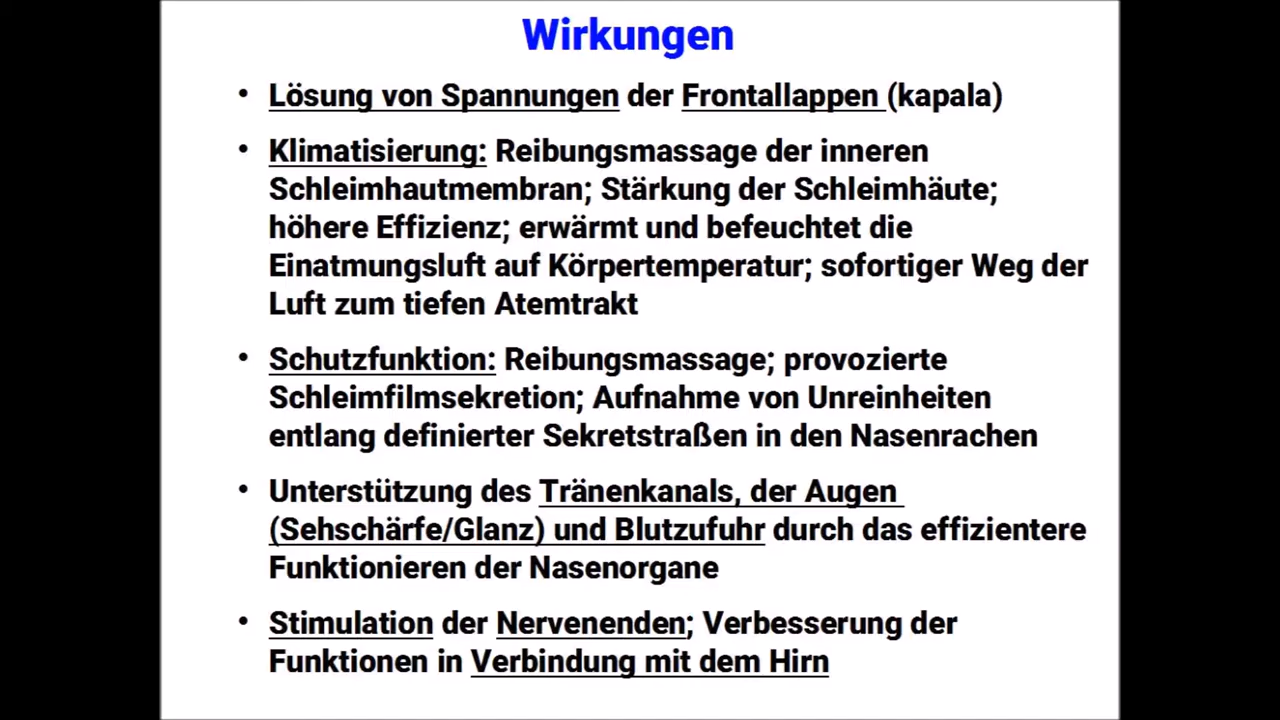 Wirkungen
• Lösung von Spannungen der Frontallappen (kapala)
• Klimatisierung: Reibungsmassage der inneren
Schleimhautmembran; Stärkung der Schleimhäute;
höhere Effizienz; erwärmt und befeuchtet die
Einatmungsluft auf Körpertemperatur; sofortiger Weg der
Luft zum tiefen Atemtrakt
• Schutzfunktion: Reibungsmassage; provozierte
Schleimfilmsekretion; Aufnahme von Unreinheiten
entlang definierter Sekretstraßen in den Nasenrachen
• Unterstützung des Tränenkanals, der Augen
(Sehschärfe/Glanz) und Blutzufuhr durch das effizientere
Funktionieren der Nasenorgane
• Stimulation der Nervenenden; Verbesserung der
Funktionen in Verbindung mit dem Hirn